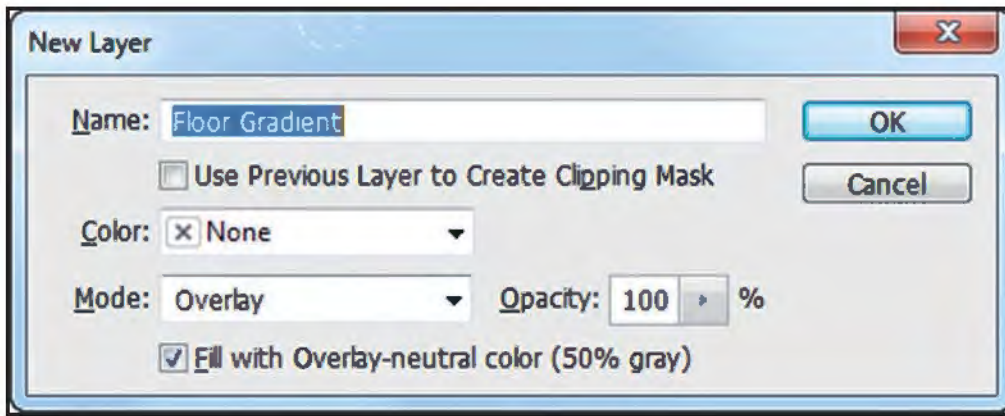 New Layer
Name: Floor Gradient
OK
Use Previous Layer to Create Clipping Mask
Cancel
Color: None
Mode: Overlay Opacity: 100 %
Fill with Overlay-neutral color (50% gray)